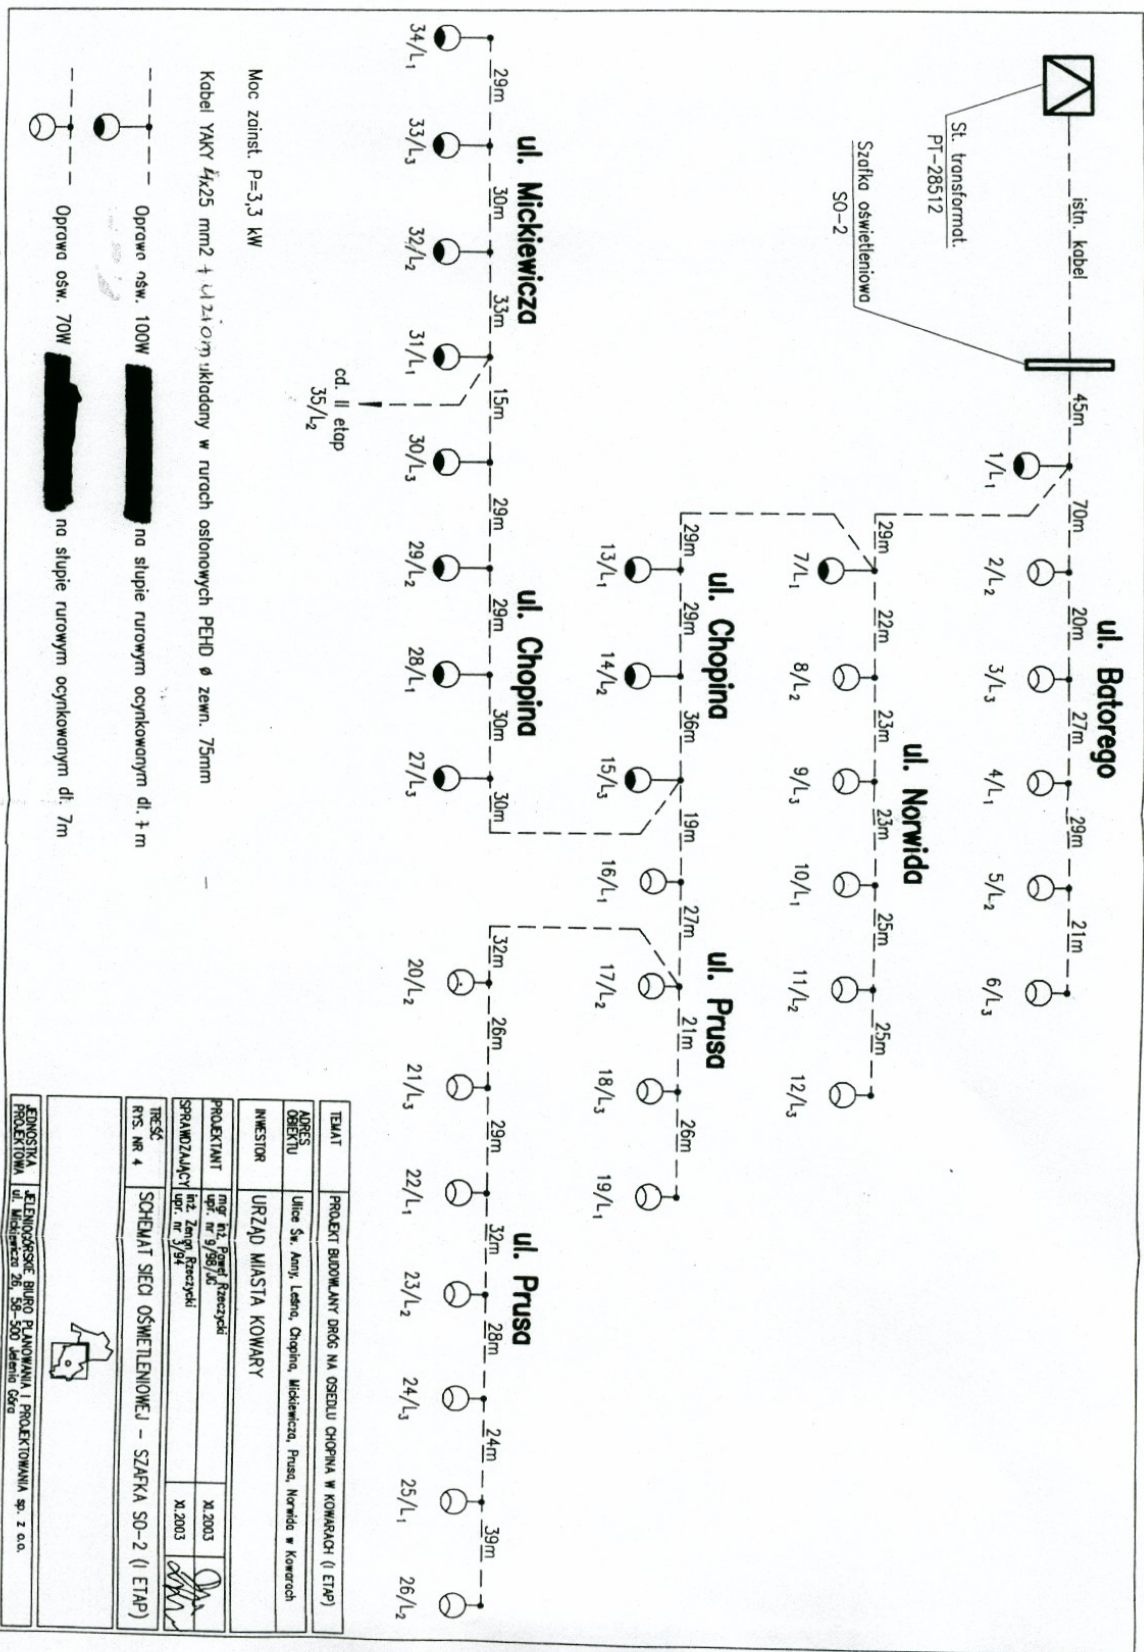 istn. kabel
St. transformat.
PT-28512
Szafka oświetleniowa
SO-2
ul. Batorego
45m 70m 20m 27m 29m 21m
1/L₁ 2/L₂ 3/L₃ 4/L₁ 5/L₂ 6/L₃
ul. Norwida
29m 22m 23m 23m 25m 25m
7/L₁ 8/L₂ 9/L₃ 10/L₁ 11/L₂ 12/L₃
ul. Chopina
ul. Prusa
29m 29m 36m 19m 27m 21m 26m
13/L₁ 14/L₂ 15/L₃ 16/L₁ 17/L₂ 18/L₃ 19/L₁
ul. Mickiewicza
ul. Chopina
ul. Prusa
29m 30m 33m 15m 29m 29m 30m 30m
34/L₁ 33/L₃ 32/L₂ 31/L₁ 30/L₃ 29/L₂ 28/L₁ 27/L₃
32m 26m 29m 32m 28m 24m 39m
20/L₂ 21/L₃ 22/L₁ 23/L₂ 24/L₃ 25/L₁ 26/L₂
cd. II etap
35/L₂
Moc zainst. P=3,3 kW
Kabel YAKY 4x25 mm2 układany w rurach osłonowych PEHD ø zewn. 75mm
Oprawa ośw. 100W na słupie rurowym ocynkowanym dł. 7m
Oprawa ośw. 70W na słupie rurowym ocynkowanym dł. 7m
TEMAT PROJEKT BUDOWLANY DRÓG NA OSIEDLU CHOPINA W KOWARACH (I ETAP)
ADRES OBIEKTU Ulice Św. Anny, Leśna, Chopina, Mickiewicza, Prusa, Norwida w Kowarach
INWESTOR URZĄD MIASTA KOWARY
PROJEKTANT mgr inż. Paweł Rzeczycki
upr. nr 9/98/JG XI.2003
SPRAWDZAJĄCY inż. Zenon Rzeczycki
upr. nr 3/94 XI.2003
TREŚĆ
RYS. NR 4 SCHEMAT SIECI OŚWIETLENIOWEJ - SZAFKA SO-2 (I ETAP)
JEDNOSTKA PROJEKTOWA JELENIOGÓRSKIE BIURO PLANOWANIA I PROJEKTOWANIA sp. z o.o.
ul. Mickiewicza 26, 58-500 Jelenia Góra